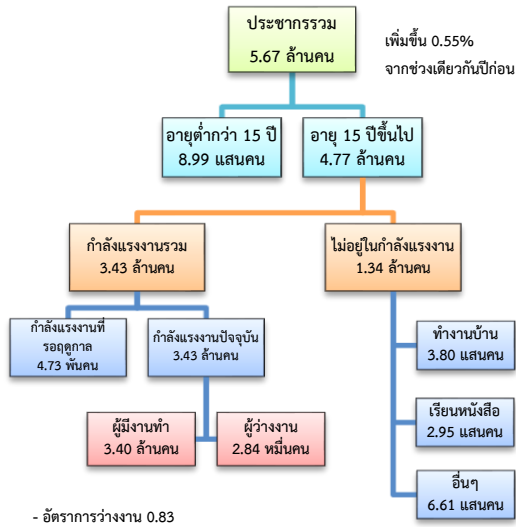 ประชากรรวม
5.67 ล้านคน
เพิ่มขึ้น 0.55%
จากช่วงเดียวกันปีก่อน
อายุต่ำกว่า 15 ปี
8.99 แสนคน
อายุ 15 ปีขึ้นไป
4.77 ล้านคน
กำลังแรงงานรวม
3.43 ล้านคน
ไม่อยู่ในกำลังแรงงาน
1.34 ล้านคน
กำลังแรงงานที่
รอฤดูกาล
4.73 พันคน
กำลังแรงงานปัจจุบัน
3.43 ล้านคน
ทำงานบ้าน
3.80 แสนคน
เรียนหนังสือ
2.95 แสนคน
อื่นๆ
6.61 แสนคน
ผู้มีงานทำ
3.40 ล้านคน
ผู้ว่างงาน
2.84 หมื่นคน
- อัตราการว่างงาน 0.83